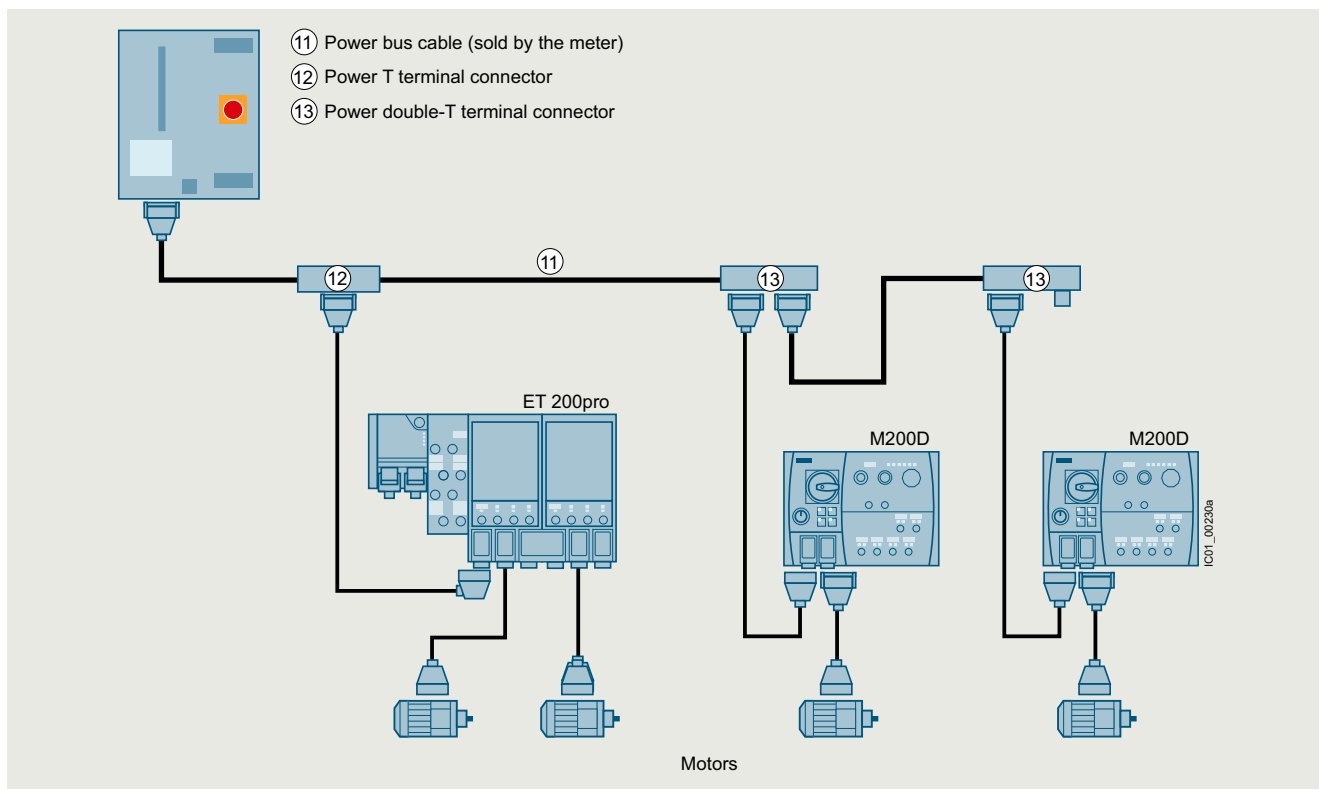 11 Power bus cable (sold by the meter)
12 Power T terminal connector
13 Power double-T terminal connector
11
12
13
13
ET 200pro
M200D
M200D
IC01_00230a
Motors